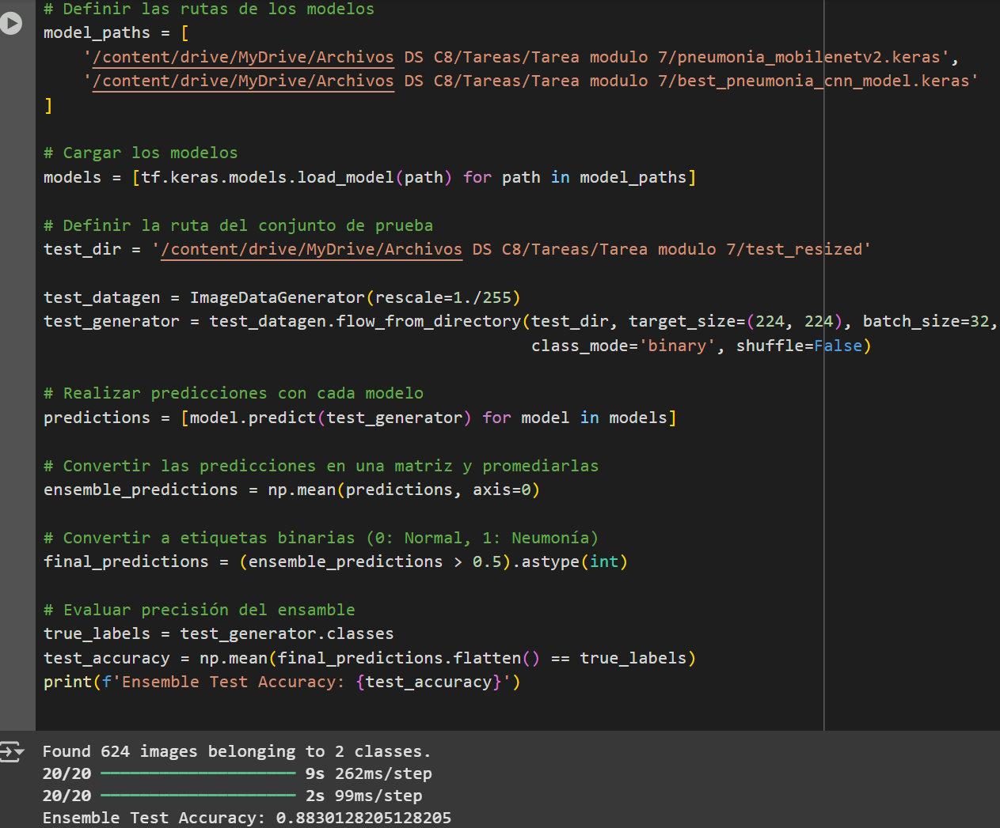 # Definir las rutas de los modelos
model_paths = [
    '/content/drive/MyDrive/Archivos DS C8/Tareas/Tarea modulo 7/pneumonia_mobilenetv2.keras',
    '/content/drive/MyDrive/Archivos DS C8/Tareas/Tarea modulo 7/best_pneumonia_cnn_model.keras'
]
# Cargar los modelos
models = [tf.keras.models.load_model(path) for path in model_paths]
# Definir la ruta del conjunto de prueba
test_dir = '/content/drive/MyDrive/Archivos DS C8/Tareas/Tarea modulo 7/test_resized'
test_datagen = ImageDataGenerator(rescale=1./255)
test_generator = test_datagen.flow_from_directory(test_dir, target_size=(224, 224), batch_size=32,
                                                  class_mode='binary', shuffle=False)
# Realizar predicciones con cada modelo
predictions = [model.predict(test_generator) for model in models]
# Convertir las predicciones en una matriz y promediarlas
ensemble_predictions = np.mean(predictions, axis=0)
# Convertir a etiquetas binarias (0: Normal, 1: Neumonía)
final_predictions = (ensemble_predictions > 0.5).astype(int)
# Evaluar precisión del ensamble
true_labels = test_generator.classes
test_accuracy = np.mean(final_predictions.flatten() == true_labels)
print(f'Ensemble Test Accuracy: {test_accuracy}')
Found 624 images belonging to 2 classes.
20/20 9s 262ms/step
20/20 2s 99ms/step
Ensemble Test Accuracy: 0.8830128205128205